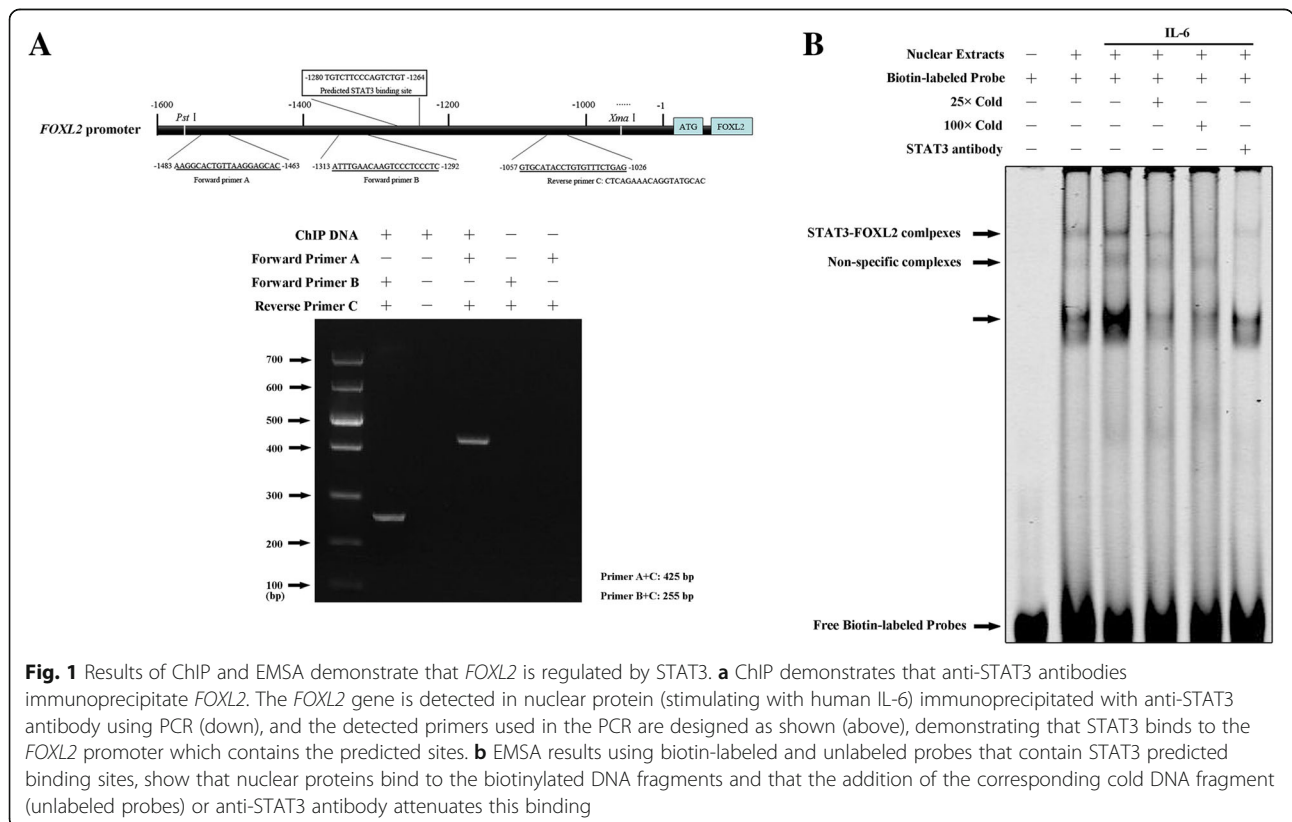 A
-1280 TGTCTTCCCAGTCTGT -1264
Predicted STAT3 binding site
-1600 -1400 -1200 -1000 ...... -1
Pst I Xma I
FOXL2 promoter ATG FOXL2
-1483 AAGGCACTGTTAAGGAGCAC -1463 -1313 ATTTGAACAAGTCCCTCCCTC -1292 -1057 GTGCATACCTGTGTTTCTGAG -1026
Forward primer A Forward primer B Reverse primer C: CTCAGAAACAGGTATGCAC
ChIP DNA + + + − −
Forward Primer A − − + − +
Forward Primer B + − − + −
Reverse Primer C + − + + +
700
600
500
400
300
200
100
(bp)
Primer A+C: 425 bp
Primer B+C: 255 bp
B
IL-6
Nuclear Extracts − + + + + +
Biotin-labeled Probe + + + + + +
25× Cold − − − + − −
100× Cold − − − − + −
STAT3 antibody − − − − − +
STAT3-FOXL2 comlpexes
Non-specific complexes
Free Biotin-labeled Probes
Fig. 1 Results of ChIP and EMSA demonstrate that FOXL2 is regulated by STAT3. a ChIP demonstrates that anti-STAT3 antibodies
immunoprecipitate FOXL2. The FOXL2 gene is detected in nuclear protein (stimulating with human IL-6) immunoprecipitated with anti-STAT3
antibody using PCR (down), and the detected primers used in the PCR are designed as shown (above), demonstrating that STAT3 binds to the
FOXL2 promoter which contains the predicted sites. b EMSA results using biotin-labeled and unlabeled probes that contain STAT3 predicted
binding sites, show that nuclear proteins bind to the biotinylated DNA fragments and that the addition of the corresponding cold DNA fragment
(unlabeled probes) or anti-STAT3 antibody attenuates this binding